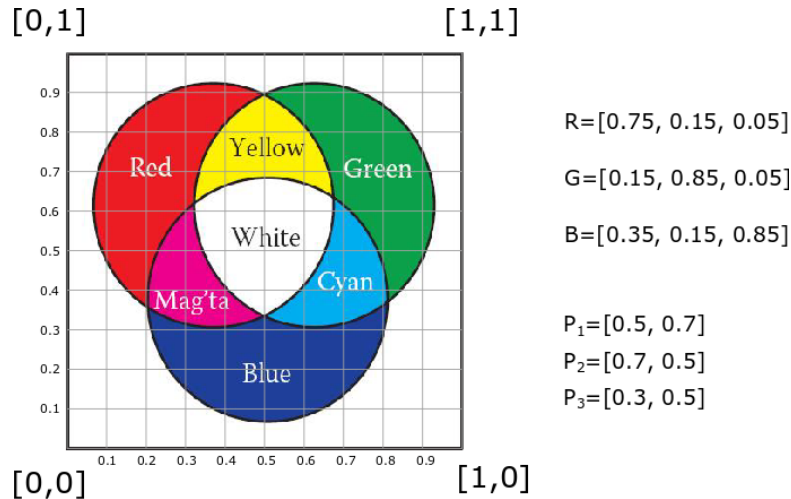 [0,1]
[1,1]
0.9
0.8
0.7
0.6
0.5
0.4
0.3
0.2
0.1
Red
Yellow
Green
White
Mag'ta
Cyan
Blue
0.1 0.2 0.3 0.4 0.5 0.6 0.7 0.8 0.9
[0,0]
[1,0]
R=[0.75, 0.15, 0.05]
G=[0.15, 0.85, 0.05]
B=[0.35, 0.15, 0.85]
P₁=[0.5, 0.7]
P₂=[0.7, 0.5]
P₃=[0.3, 0.5]